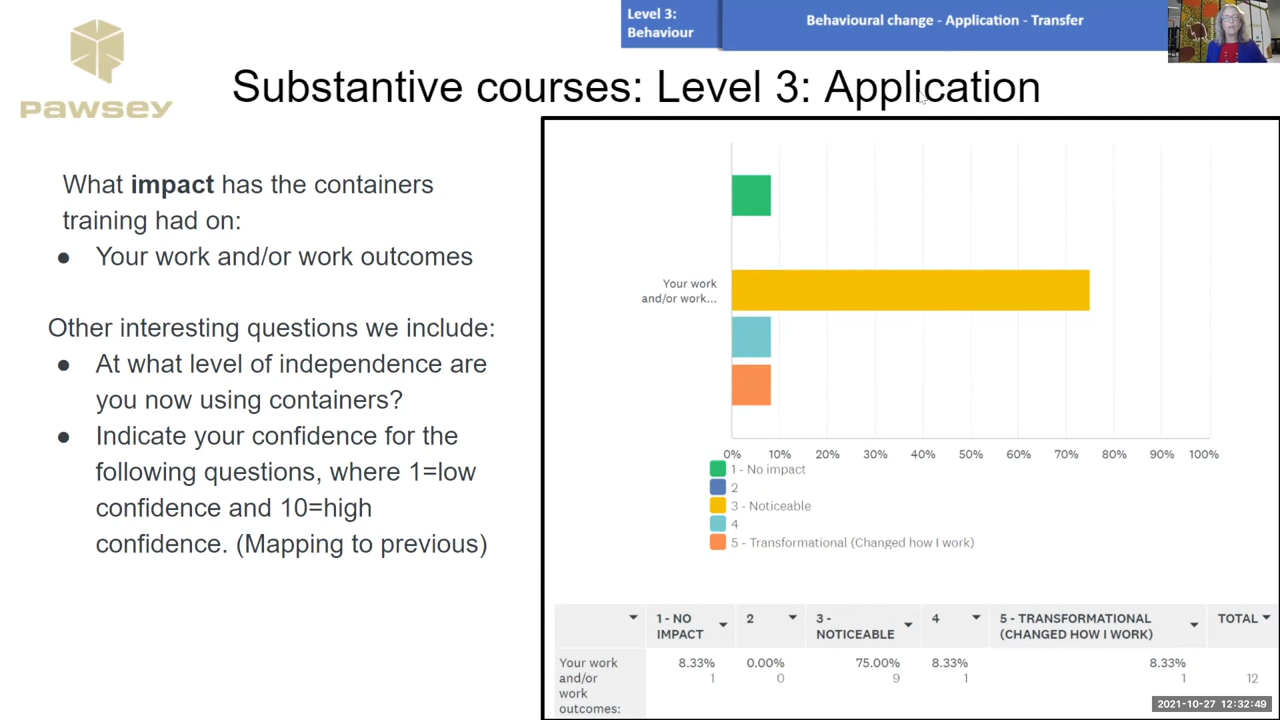 Level 3:
Behaviour
Behavioural change - Application - Transfer
PAWSEY
Substantive courses: Level 3: Application
What impact has the containers
training had on:
● Your work and/or work outcomes
Other interesting questions we include:
● At what level of independence are
you now using containers?
● Indicate your confidence for the
following questions, where 1=low
confidence and 10=high
confidence. (Mapping to previous)
Your work
and/or work...
0% 10% 20% 30% 40% 50% 60% 70% 80% 90% 100%
1 - No impact
2
3 - Noticeable
4
5 - Transformational (Changed how I work)
1 - NO IMPACT 2 3 - NOTICEABLE 4 5 - TRANSFORMATIONAL (CHANGED HOW I WORK) TOTAL
Your work and/or work outcomes:
8.33% 0.00% 75.00% 8.33% 8.33%
1 0 9 1 1 12
2021-10-27 12:32:49